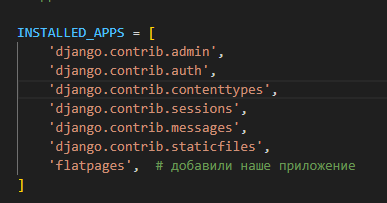 INSTALLED_APPS = [
    'django.contrib.admin',
    'django.contrib.auth',
    'django.contrib.contenttypes',
    'django.contrib.sessions',
    'django.contrib.messages',
    'django.contrib.staticfiles',
    'flatpages',  # добавили наше приложение
]